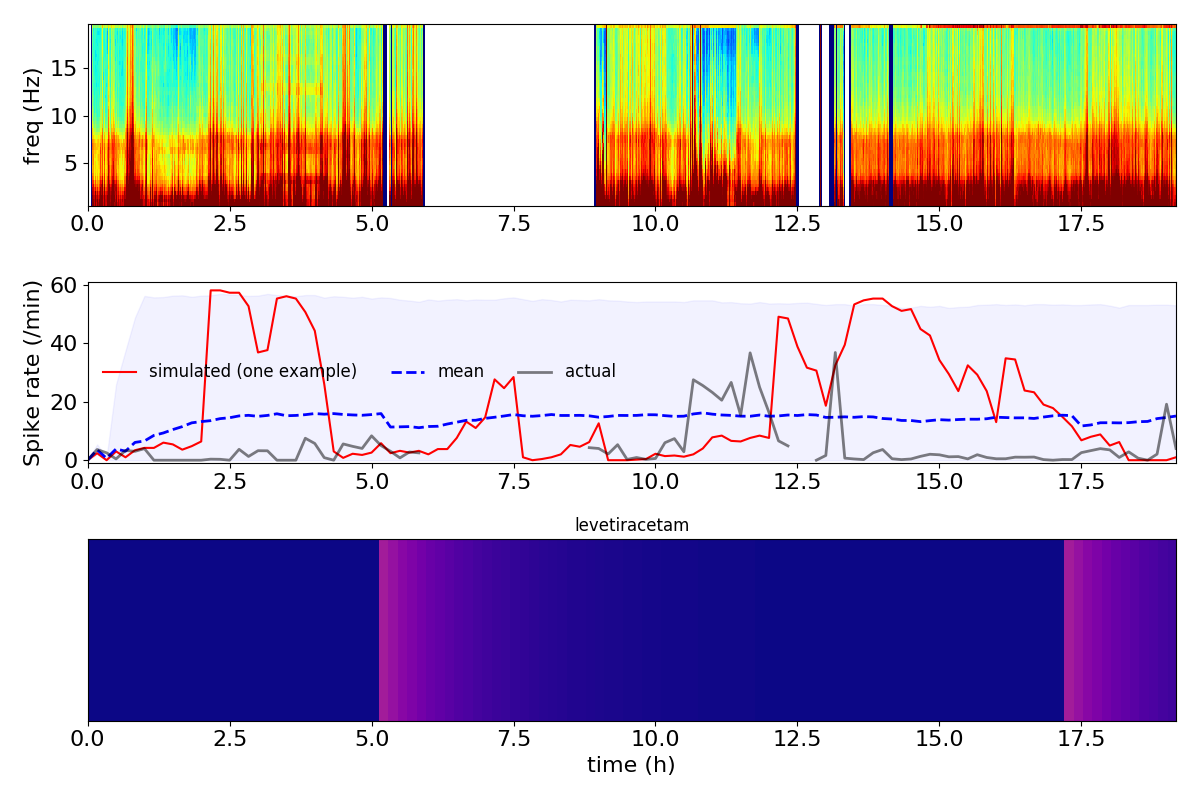 freq (Hz)
15
10
5
0.0 2.5 5.0 7.5 10.0 12.5 15.0 17.5
Spike rate (/min)
60
40
20
0
simulated (one example) mean actual
0.0 2.5 5.0 7.5 10.0 12.5 15.0 17.5
levetiracetam
0.0 2.5 5.0 7.5 10.0 12.5 15.0 17.5
time (h)